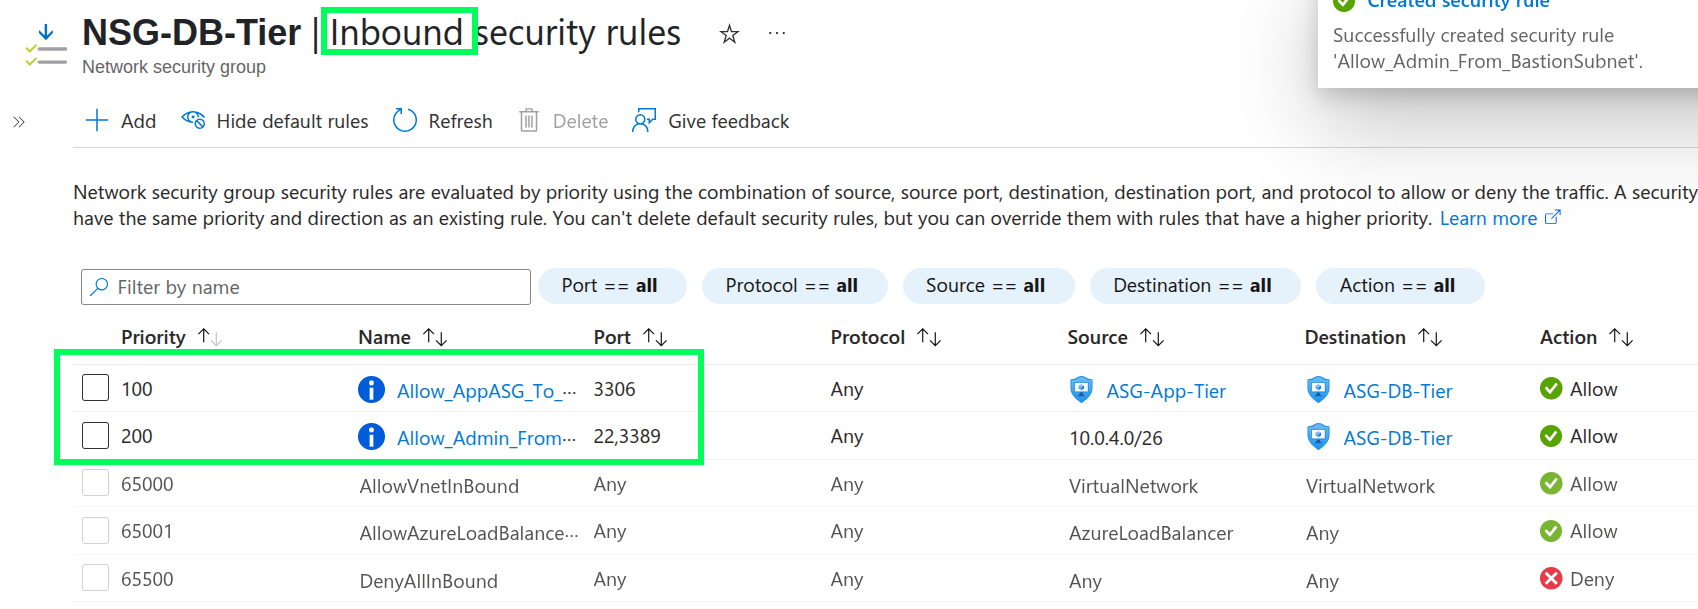 Created security rule
NSG-DB-Tier | Inbound security rules
Network security group
Successfully created security rule
'Allow_Admin_From_BastionSubnet'.
Add Hide default rules Refresh Delete Give feedback
Network security group security rules are evaluated by priority using the combination of source, source port, destination, destination port, and protocol to allow or deny the traffic. A security
have the same priority and direction as an existing rule. You can't delete default security rules, but you can override them with rules that have a higher priority. Learn more
Filter by name Port == all Protocol == all Source == all Destination == all Action == all
Priority Name Port Protocol Source Destination Action
100 Allow_AppASG_To_... 3306 Any ASG-App-Tier ASG-DB-Tier Allow
200 Allow_Admin_From... 22,3389 Any 10.0.4.0/26 ASG-DB-Tier Allow
65000 AllowVnetInBound Any Any VirtualNetwork VirtualNetwork Allow
65001 AllowAzureLoadBalance... Any Any AzureLoadBalancer Any Allow
65500 DenyAllInBound Any Any Any Any Deny